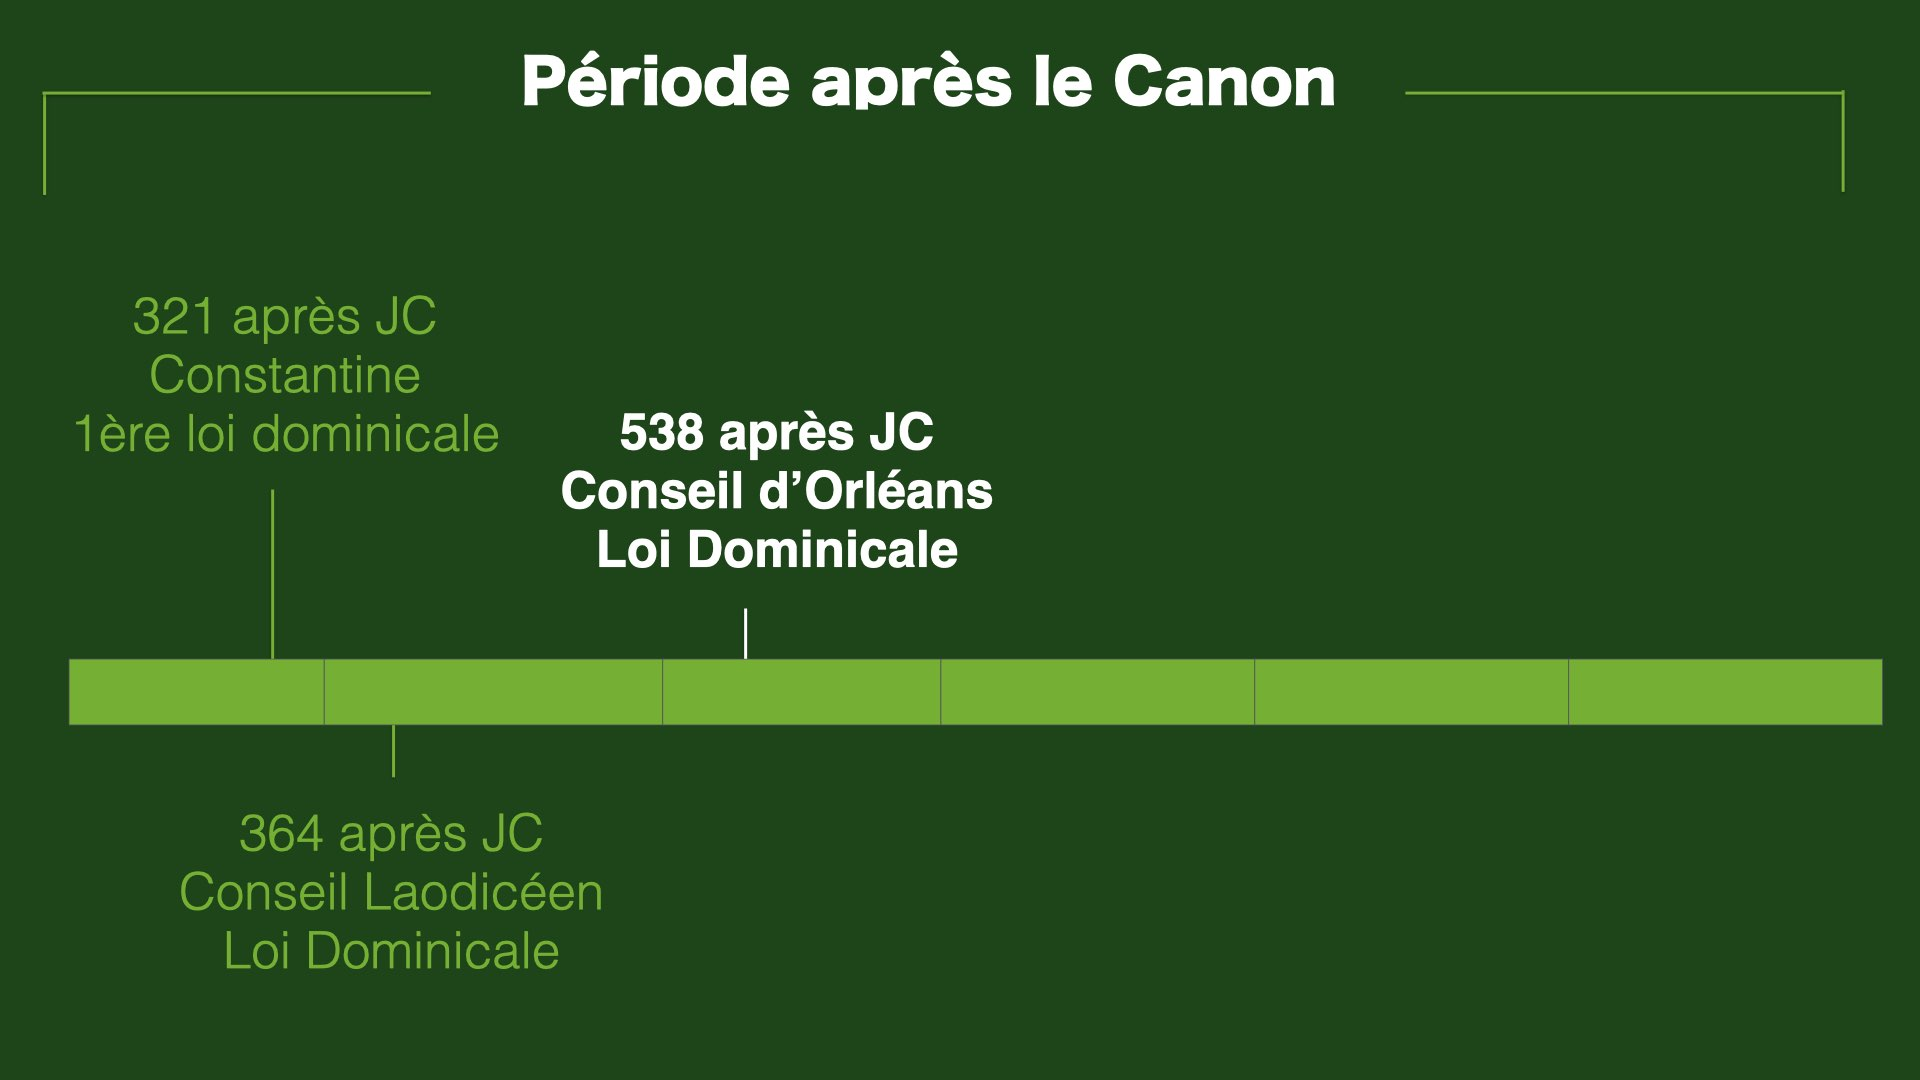 Période après le Canon
321 après JC
Constantine
1ère loi dominicale
538 après JC
Conseil d’Orléans
Loi Dominicale
364 après JC
Conseil Laodicéen
Loi Dominicale